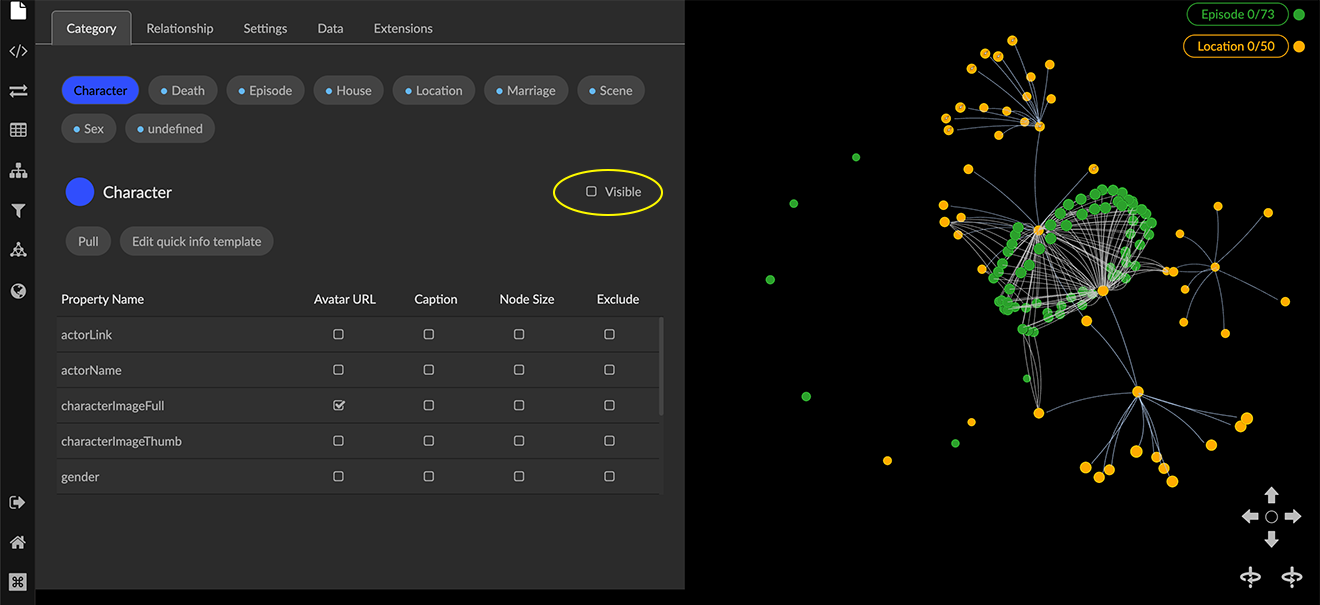 Category Relationship Settings Data Extensions
Character Death Episode House Location Marriage Scene
Sex undefined
Character Visible
Pull Edit quick info template
Property Name Avatar URL Caption Node Size Exclude
actorLink
actorName
characterImageFull
characterImageThumb
gender
Episode 0/73
Location 0/50